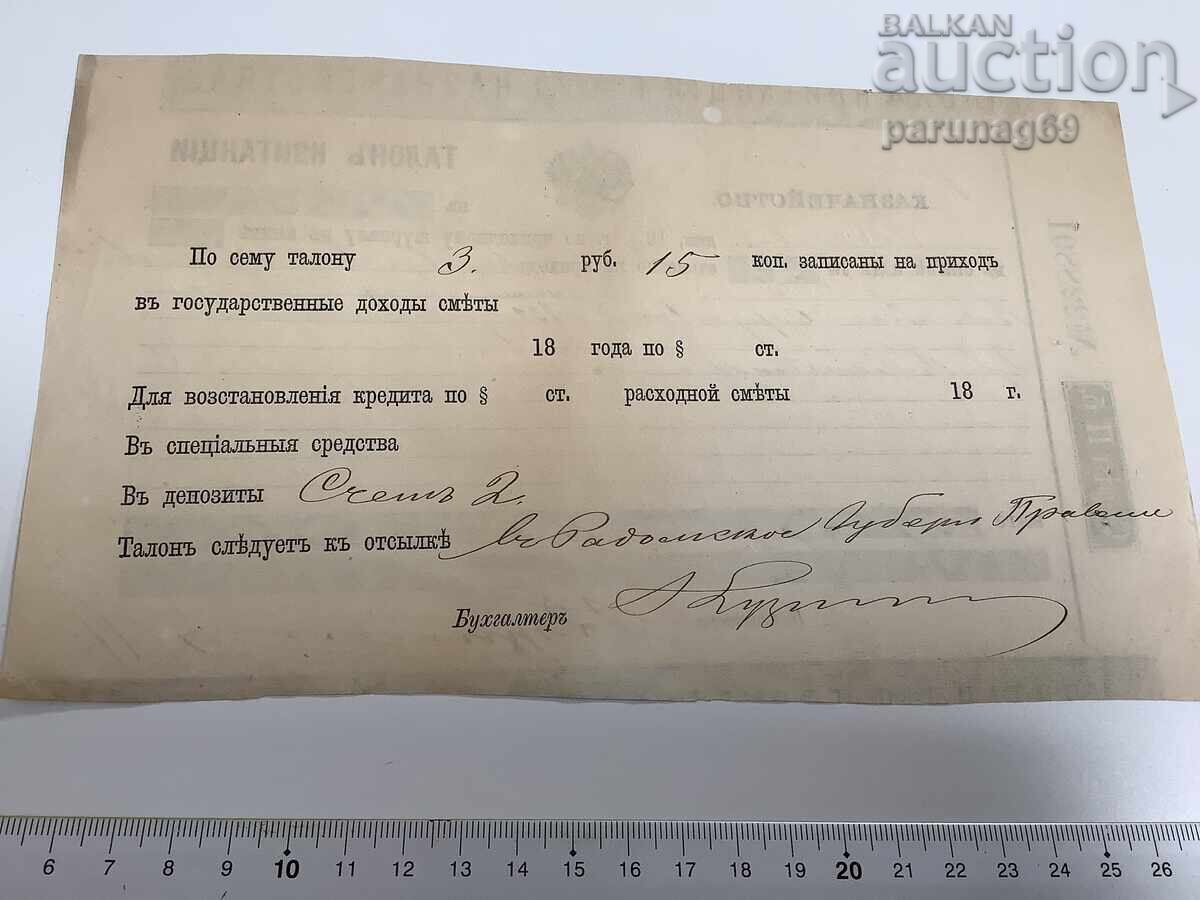 BALKAN
auction
parunag69
ТАЛОНЪ КВИТАНЦІИ
КАЗНАЧЕЙСТВО.
По сему талону 3. руб. 15 коп. записаны на приходъ
въ государственные доходы смѣты
18 года по § ст.
Для возстановленія кредита по § ст. расходной смѣты 18 г.
Въ спеціальныя средства
Въ депозиты Счетъ 2.
Талонъ слѣдуетъ къ отсылкѣ въ Радомское Губерн Правлен
Бухгалтеръ
6 7 8 9 10 11 12 13 14 15 16 17 18 19 20 21 22 23 24 25 26